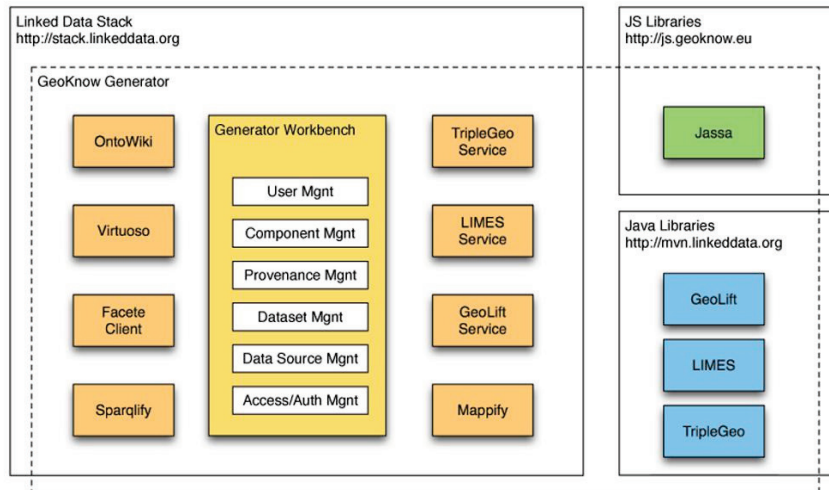 Linked Data Stack
http://stack.linkeddata.org
GeoKnow Generator
OntoWiki
Virtuoso
Facete
Client
Sparqlify
Generator Workbench
User Mgnt
Component Mgnt
Provenance Mgnt
Dataset Mgnt
Data Source Mgnt
Access/Auth Mgnt
TripleGeo
Service
LIMES
Service
GeoLift
Service
Mappify
JS Libraries
http://js.geoknow.eu
Jassa
Java Libraries
http://mvn.linkeddata.org
GeoLift
LIMES
TripleGeo